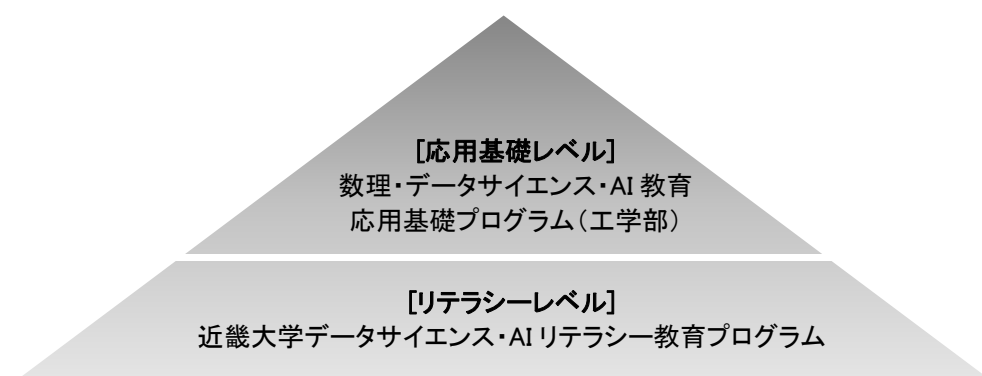 [応用基礎レベル]
数理・データサイエンス・AI 教育
応用基礎プログラム（工学部）
[リテラシーレベル]
近畿大学データサイエンス・AI リテラシー教育プログラム